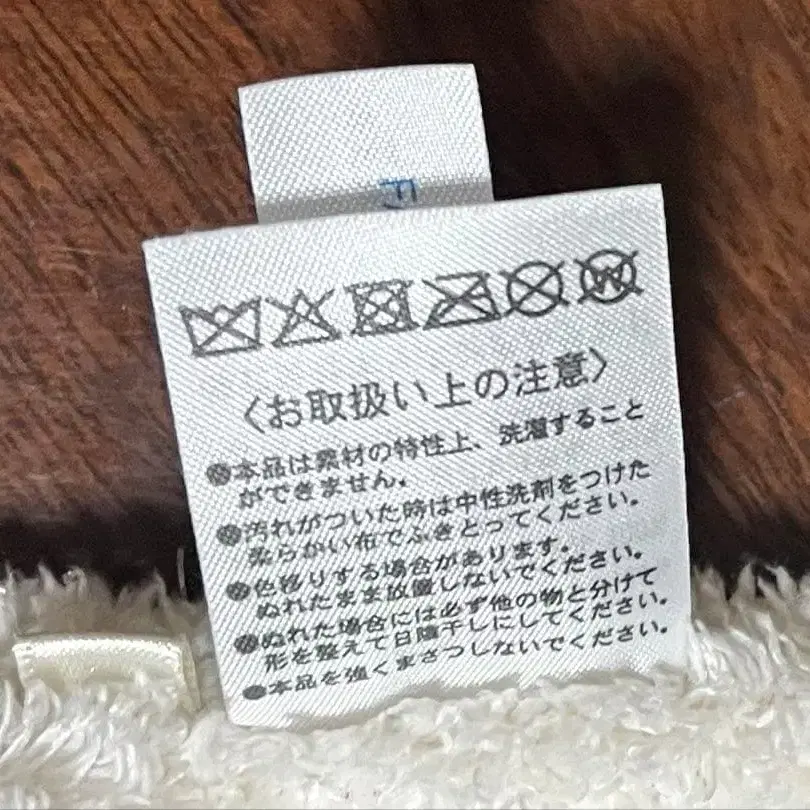 W
〈お取扱い上の注意〉
●本品は素材の特性上、洗濯すること
ができません。
●汚れがついた時は中性洗剤をつけた
柔らかい布でふきとってください。
●色移りする場合があります。
ぬれたまま放置しないでください。
●ぬれた場合には必ず他の物と分けて
形を整えて日陰干しにしてください。
●本品を強くまさつしないでください。